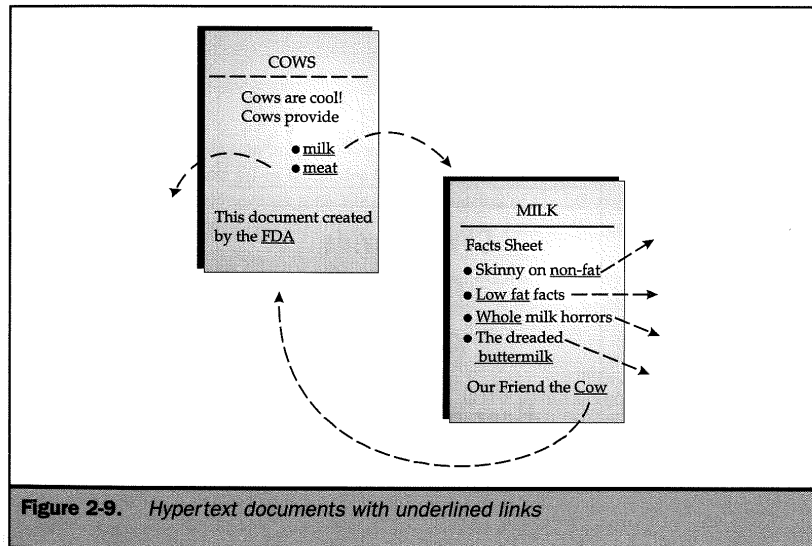 COWS
Cows are cool!
Cows provide
● milk
● meat
This document created
by the FDA
MILK
Facts Sheet
● Skinny on non-fat
● Low fat facts
● Whole milk horrors
● The dreaded
buttermilk
Our Friend the Cow
Figure 2-9. Hypertext documents with underlined links